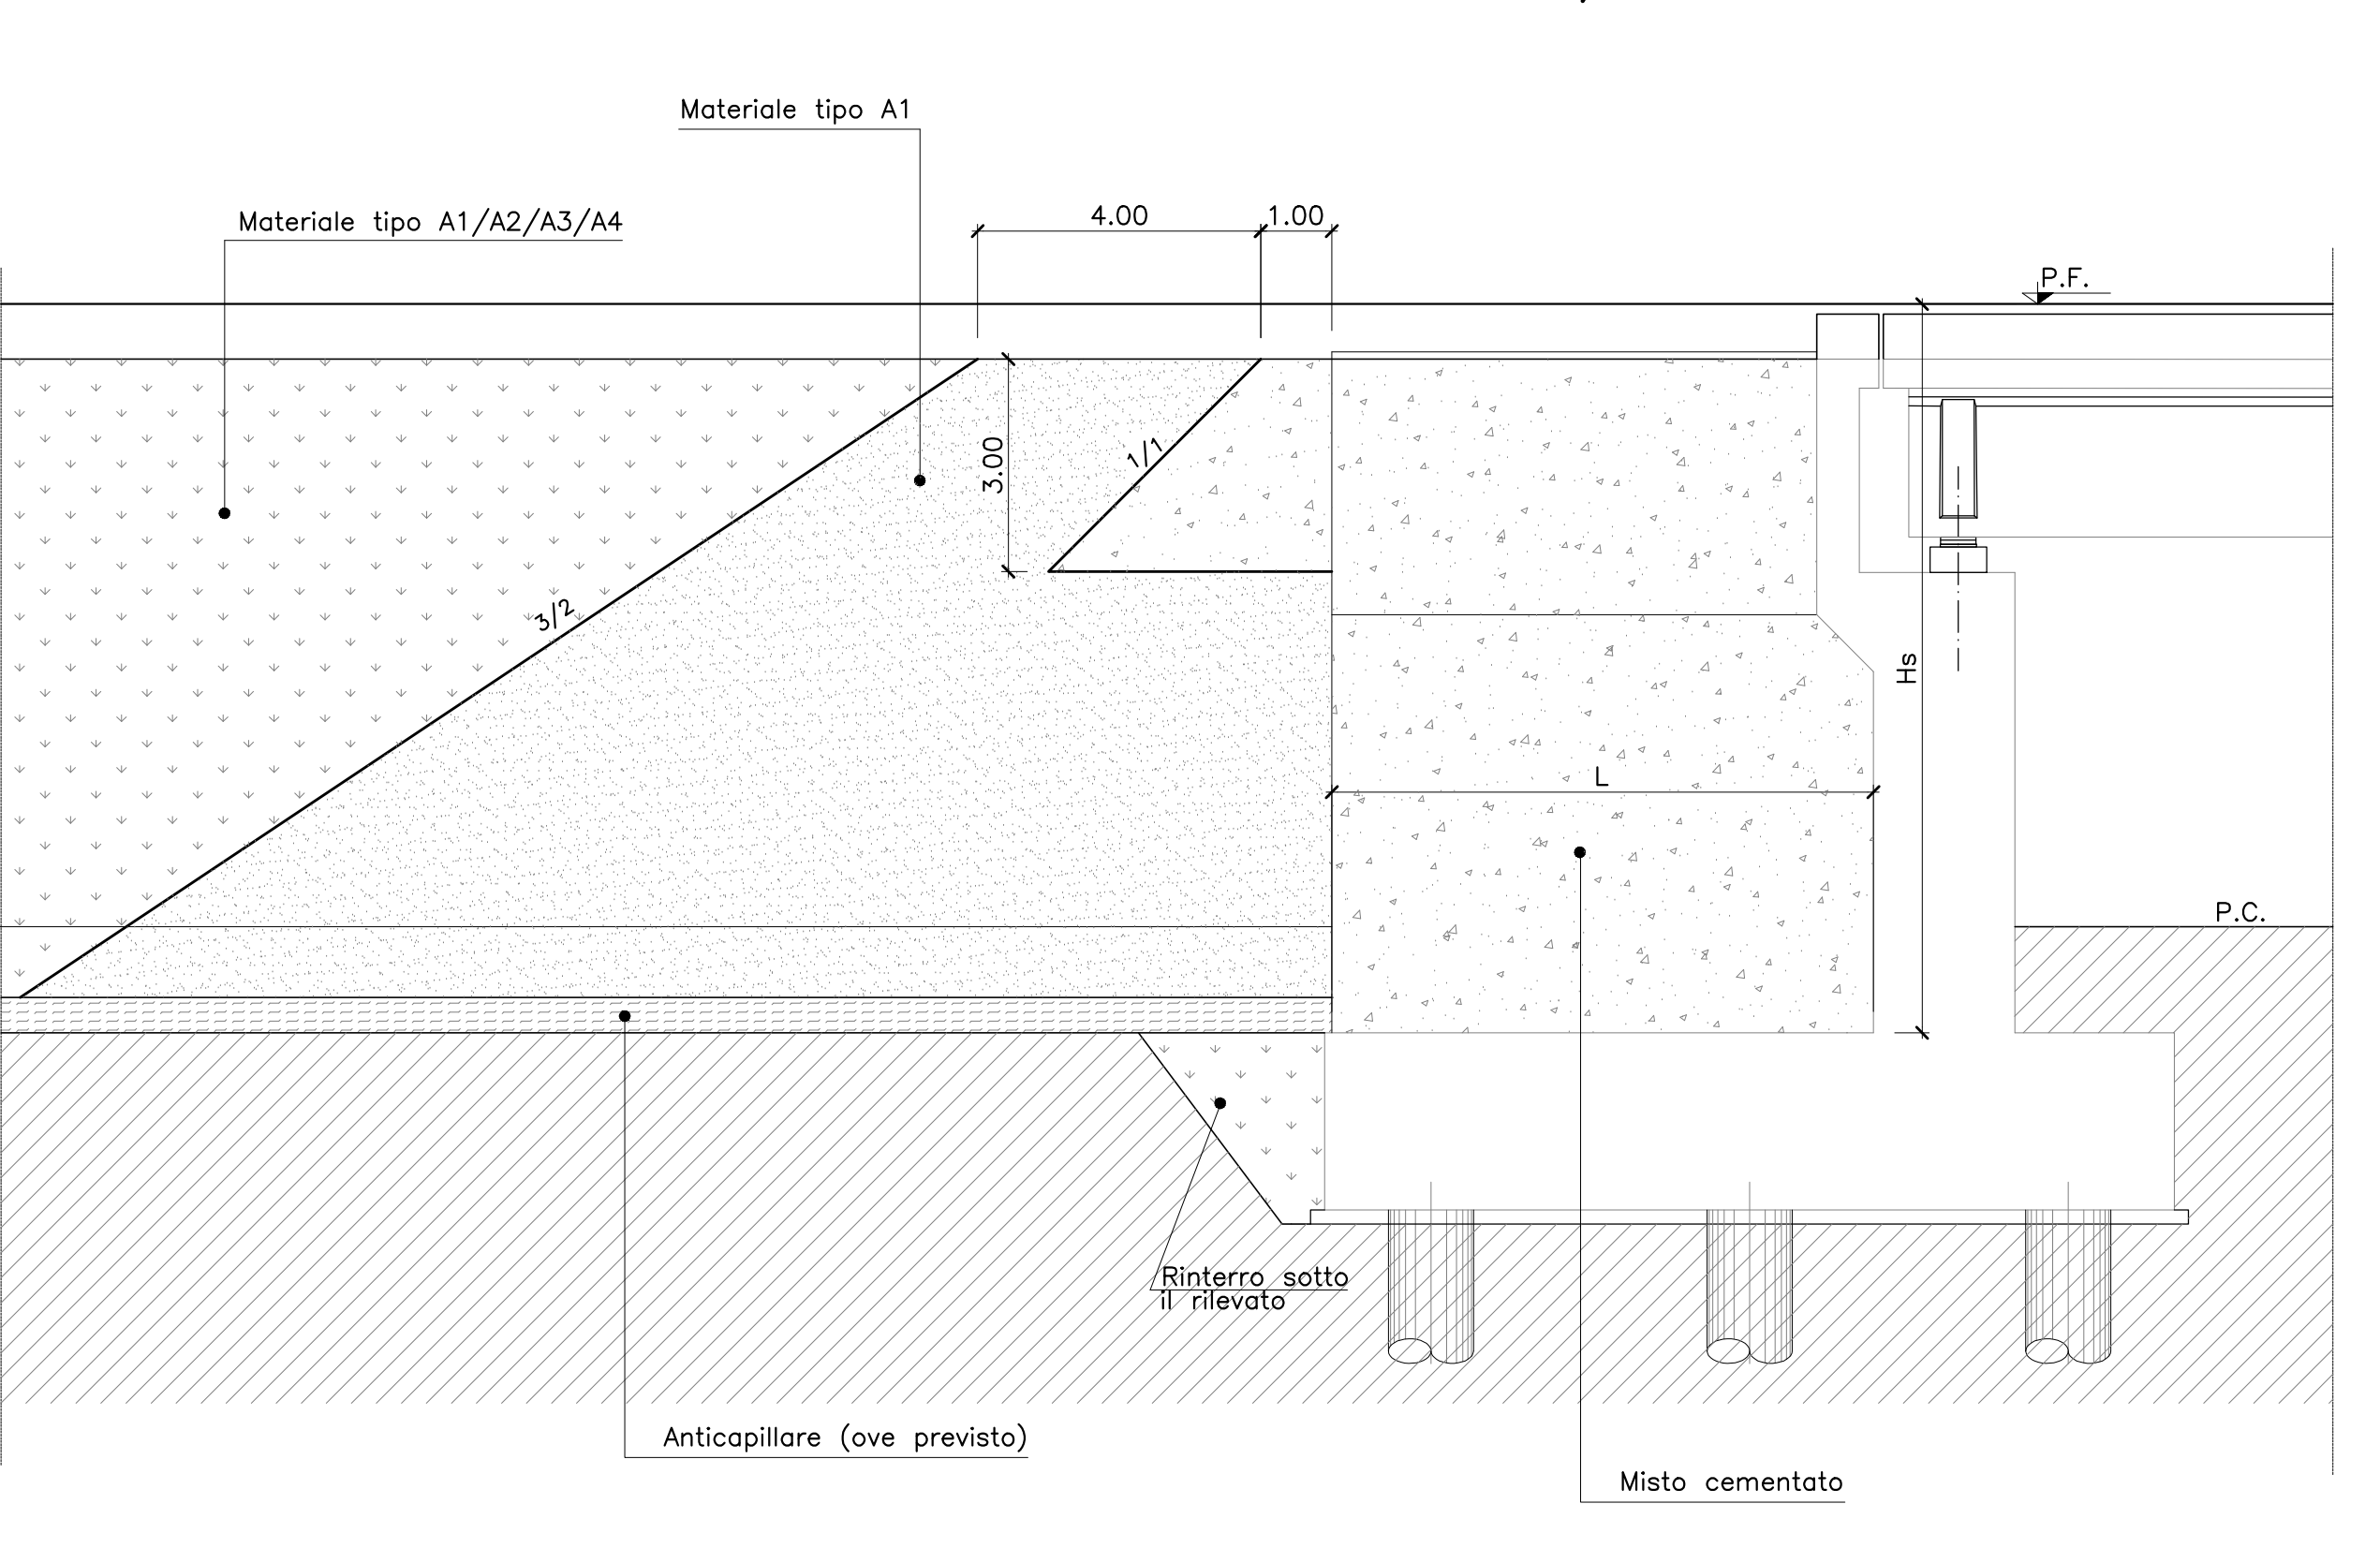 Materiale tipo A1
Materiale tipo A1/A2/A3/A4
4.00
1.00
P.F.
3.00
1/1
3/2
Hs
L
P.C.
Rinterro sotto
il rilevato
Anticapillare (ove previsto)
Misto cementato